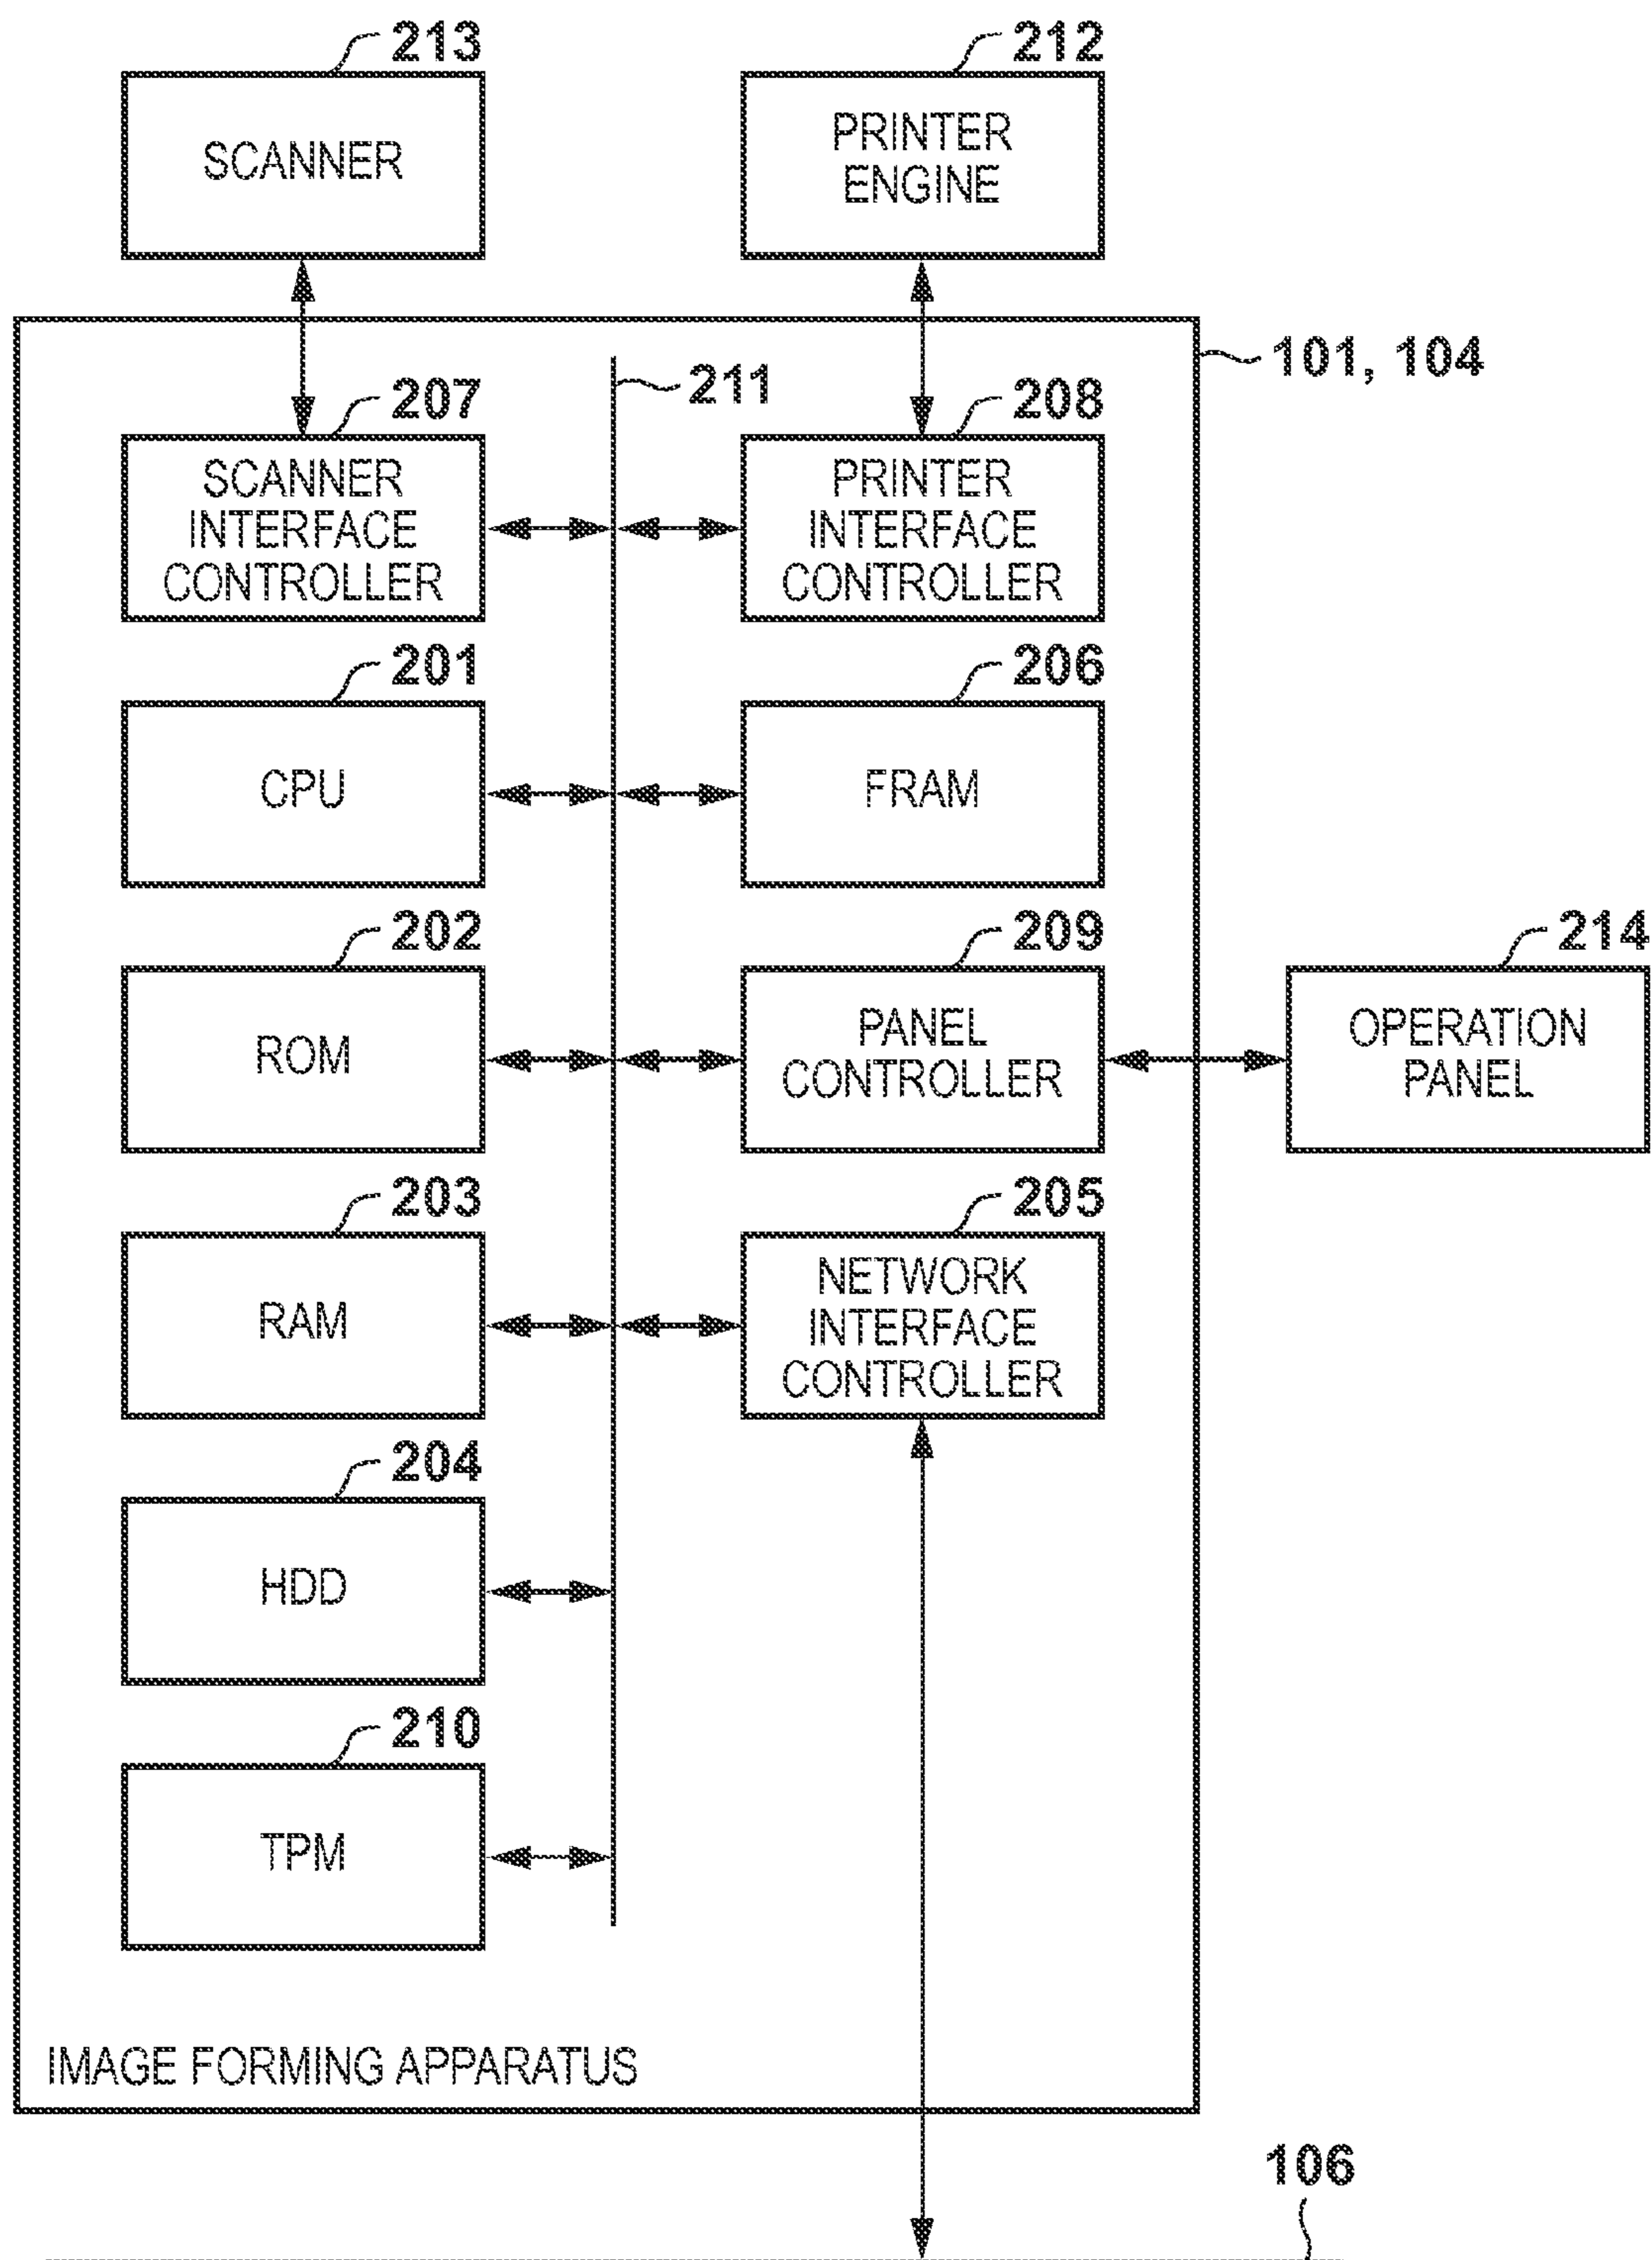 213
SCANNER
212
PRINTER
ENGINE
101, 104
211
207
SCANNER
INTERFACE
CONTROLLER
208
PRINTER
INTERFACE
CONTROLLER
201
CPU
206
FRAM
202
ROM
209
PANEL
CONTROLLER
214
OPERATION
PANEL
203
RAM
205
NETWORK
INTERFACE
CONTROLLER
204
HDD
210
TPM
IMAGE FORMING APPARATUS
106